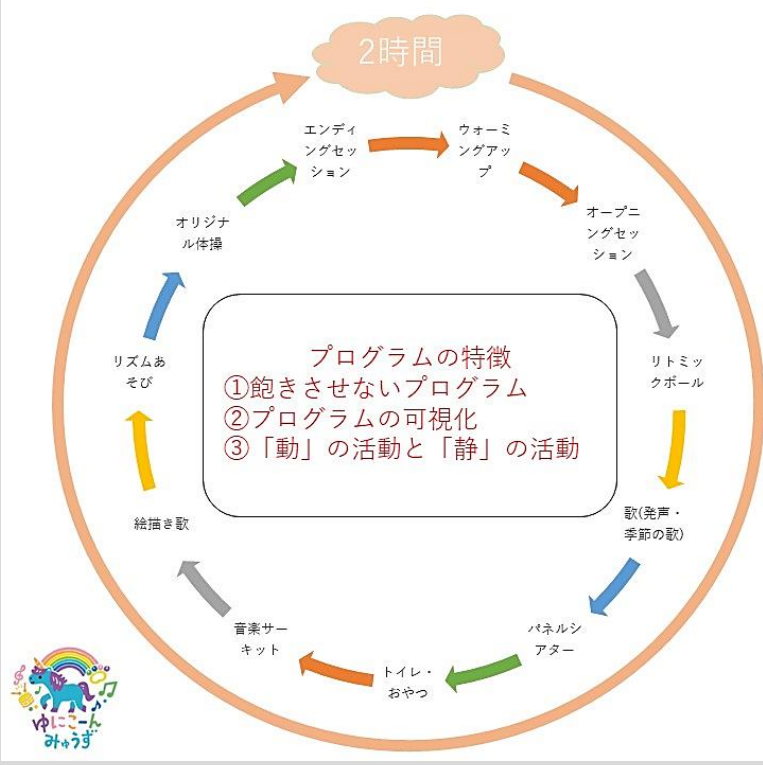 2時間
ウォーミ
ングアッ
プ
オープニ
ングセッ
ション
リトミッ
クボール
歌(発声・
季節の歌)
パネルシ
アター
トイレ・
おやつ
音楽サー
キット
絵描き歌
リズムあ
そび
オリジナ
ル体操
エンディ
ングセッ
ション
プログラムの特徴
①飽きさせないプログラム
②プログラムの可視化
③「動」の活動と「静」の活動
ゆにこーん
みゅうず